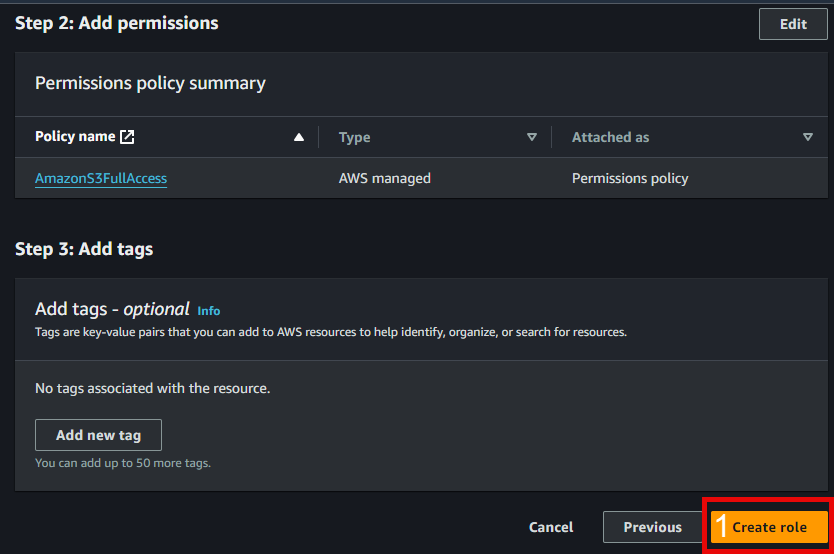 Step 2: Add permissions
Edit
Permissions policy summary
Policy name
Type
Attached as
AmazonS3FullAccess
AWS managed
Permissions policy
Step 3: Add tags
Add tags - optional Info
Tags are key-value pairs that you can add to AWS resources to help identify, organize, or search for resources.
No tags associated with the resource.
Add new tag
You can add up to 50 more tags.
Cancel
Previous
1
Create role